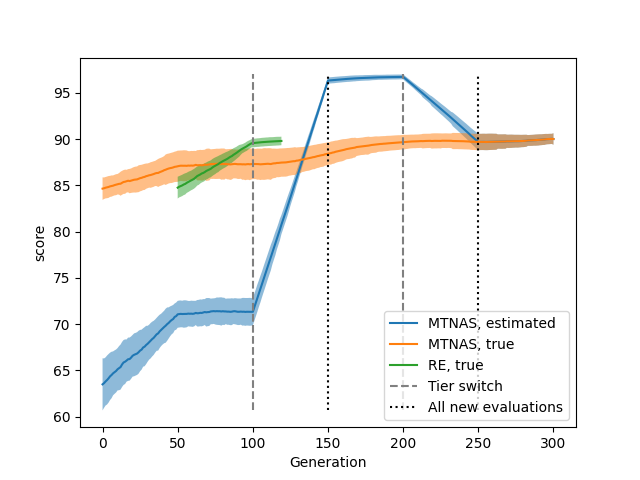 score
95
90
85
80
75
70
65
60
MTNAS, estimated
MTNAS, true
RE, true
Tier switch
All new evaluations
0 50 100 150 200 250 300
Generation